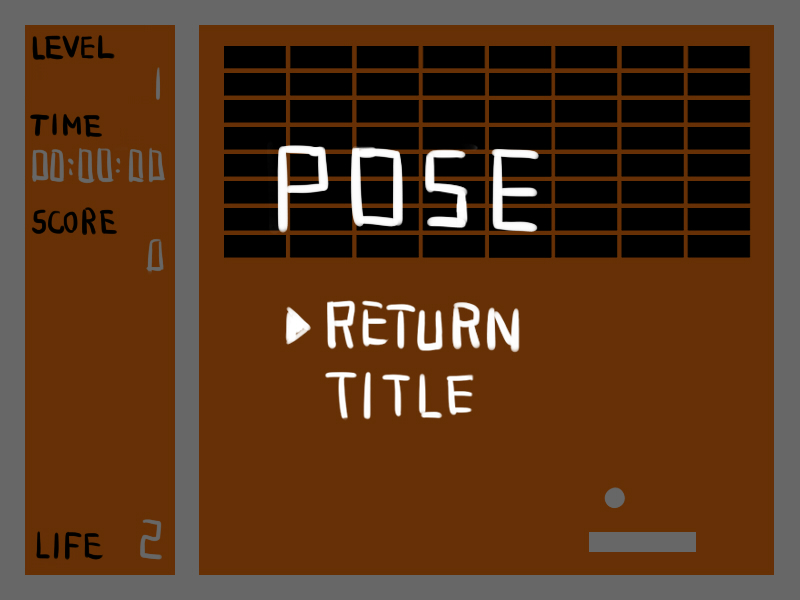 LEVEL
1
TIME
00:00:00
SCORE
0
POSE
RETURN
TITLE
LIFE 2